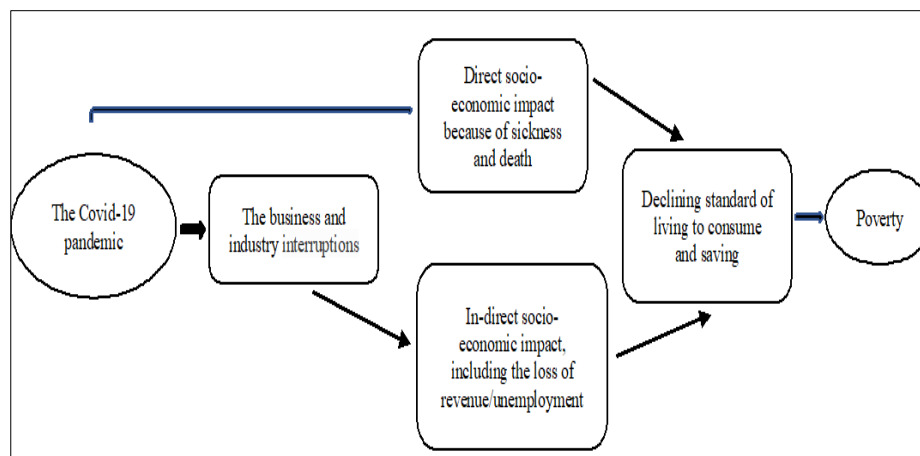 Direct socio-
economic impact
because of sickness
and death
The Covid-19
pandemic
The business and
industry interruptions
Declining standard of
living to consume
and saving
Poverty
In-direct socio-
economic impact,
including the loss of
revenue/unemployment